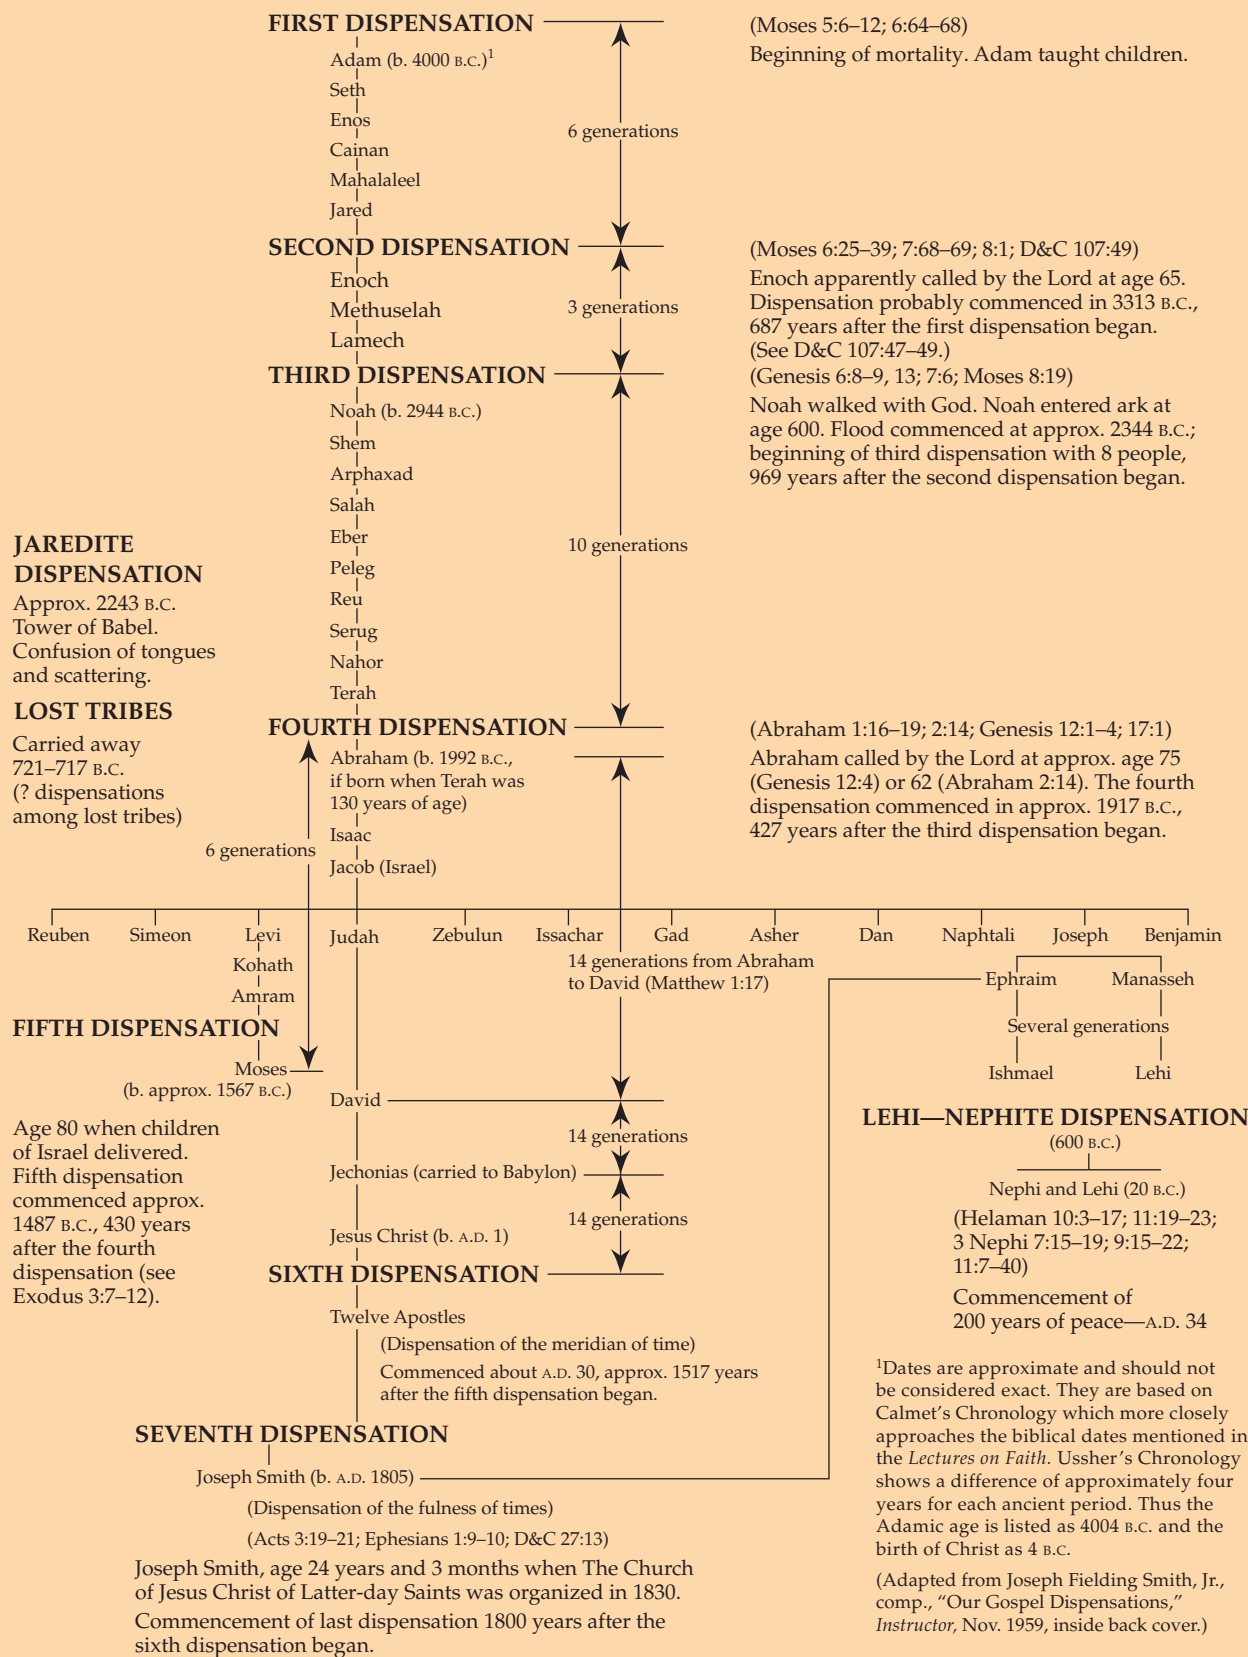 FIRST DISPENSATION
(Moses 5:6–12; 6:64–68)
Beginning of mortality. Adam taught children.
Adam (b. 4000 B.C.)¹
Seth
Enos
Cainan
Mahalaleel
Jared
6 generations
SECOND DISPENSATION
(Moses 6:25–39; 7:68–69; 8:1; D&C 107:49)
Enoch apparently called by the Lord at age 65.
Dispensation probably commenced in 3313 B.C.,
687 years after the first dispensation began.
(See D&C 107:47–49.)
Enoch
Methuselah
Lamech
3 generations
THIRD DISPENSATION
(Genesis 6:8–9, 13; 7:6; Moses 8:19)
Noah walked with God. Noah entered ark at
age 600. Flood commenced at approx. 2344 B.C.;
beginning of third dispensation with 8 people,
969 years after the second dispensation began.
Noah (b. 2944 B.C.)
Shem
Arphaxad
Salah
Eber
Peleg
Reu
Serug
Nahor
Terah
10 generations
JAREDITE
DISPENSATION
Approx. 2243 B.C.
Tower of Babel.
Confusion of tongues
and scattering.
LOST TRIBES
Carried away
721–717 B.C.
(? dispensations
among lost tribes)
FOURTH DISPENSATION
(Abraham 1:16–19; 2:14; Genesis 12:1–4; 17:1)
Abraham called by the Lord at approx. age 75
(Genesis 12:4) or 62 (Abraham 2:14). The fourth
dispensation commenced in approx. 1917 B.C.,
427 years after the third dispensation began.
Abraham (b. 1992 B.C.,
if born when Terah was
130 years of age)
Isaac
Jacob (Israel)
6 generations
Reuben
Simeon
Levi
Judah
Zebulun
Issachar
Gad
Asher
Dan
Naphtali
Joseph
Benjamin
Kohath
Amram
14 generations from Abraham
to David (Matthew 1:17)
Ephraim
Manasseh
Several generations
Ishmael
Lehi
FIFTH DISPENSATION
Moses
(b. approx. 1567 B.C.)
Age 80 when children
of Israel delivered.
Fifth dispensation
commenced approx.
1487 B.C., 430 years
after the fourth
dispensation (see
Exodus 3:7–12).
David
14 generations
Jechonias (carried to Babylon)
14 generations
Jesus Christ (b. A.D. 1)
LEHI—NEPHITE DISPENSATION
(600 B.C.)
Nephi and Lehi (20 B.C.)
(Helaman 10:3–17; 11:19–23;
3 Nephi 7:15–19; 9:15–22;
11:7–40)
Commencement of
200 years of peace—A.D. 34
SIXTH DISPENSATION
Twelve Apostles
(Dispensation of the meridian of time)
Commenced about A.D. 30, approx. 1517 years
after the fifth dispensation began.
SEVENTH DISPENSATION
Joseph Smith (b. A.D. 1805)
(Dispensation of the fulness of times)
(Acts 3:19–21; Ephesians 1:9–10; D&C 27:13)
Joseph Smith, age 24 years and 3 months when The Church
of Jesus Christ of Latter-day Saints was organized in 1830.
Commencement of last dispensation 1800 years after the
sixth dispensation began.
¹Dates are approximate and should not
be considered exact. They are based on
Calmet's Chronology which more closely
approaches the biblical dates mentioned in
the Lectures on Faith. Ussher's Chronology
shows a difference of approximately four
years for each ancient period. Thus the
Adamic age is listed as 4004 B.C. and the
birth of Christ as 4 B.C.
(Adapted from Joseph Fielding Smith, Jr.,
comp., “Our Gospel Dispensations,”
Instructor, Nov. 1959, inside back cover.)